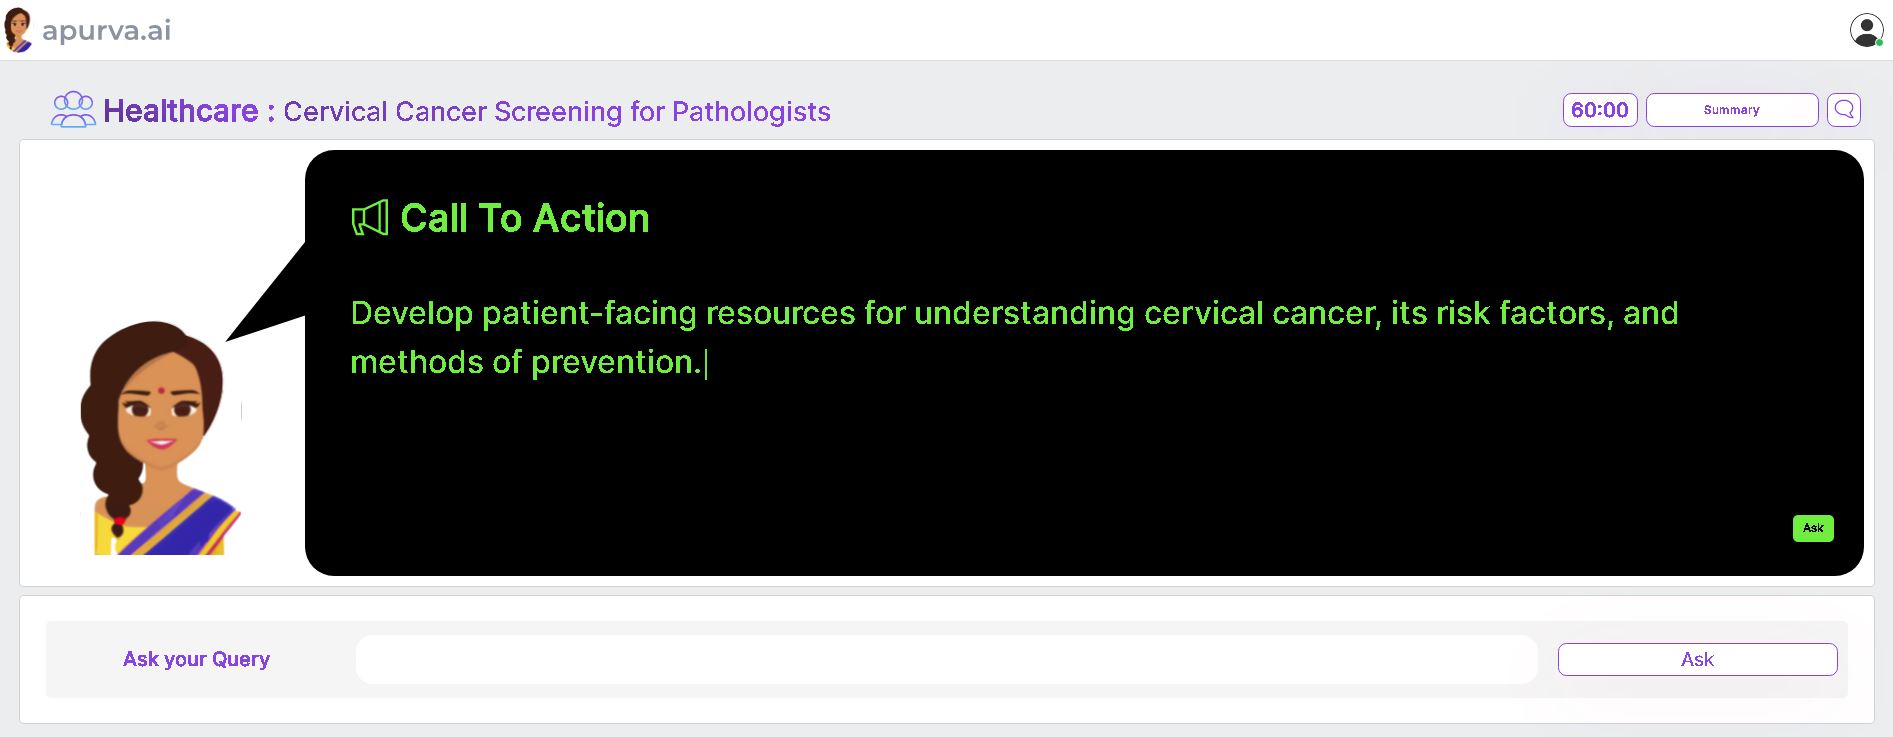 apurva.ai
Healthcare : Cervical Cancer Screening for Pathologists
60:00
Summary
Call To Action
Develop patient-facing resources for understanding cervical cancer, its risk factors, and
methods of prevention.
Ask
Ask your Query
Ask